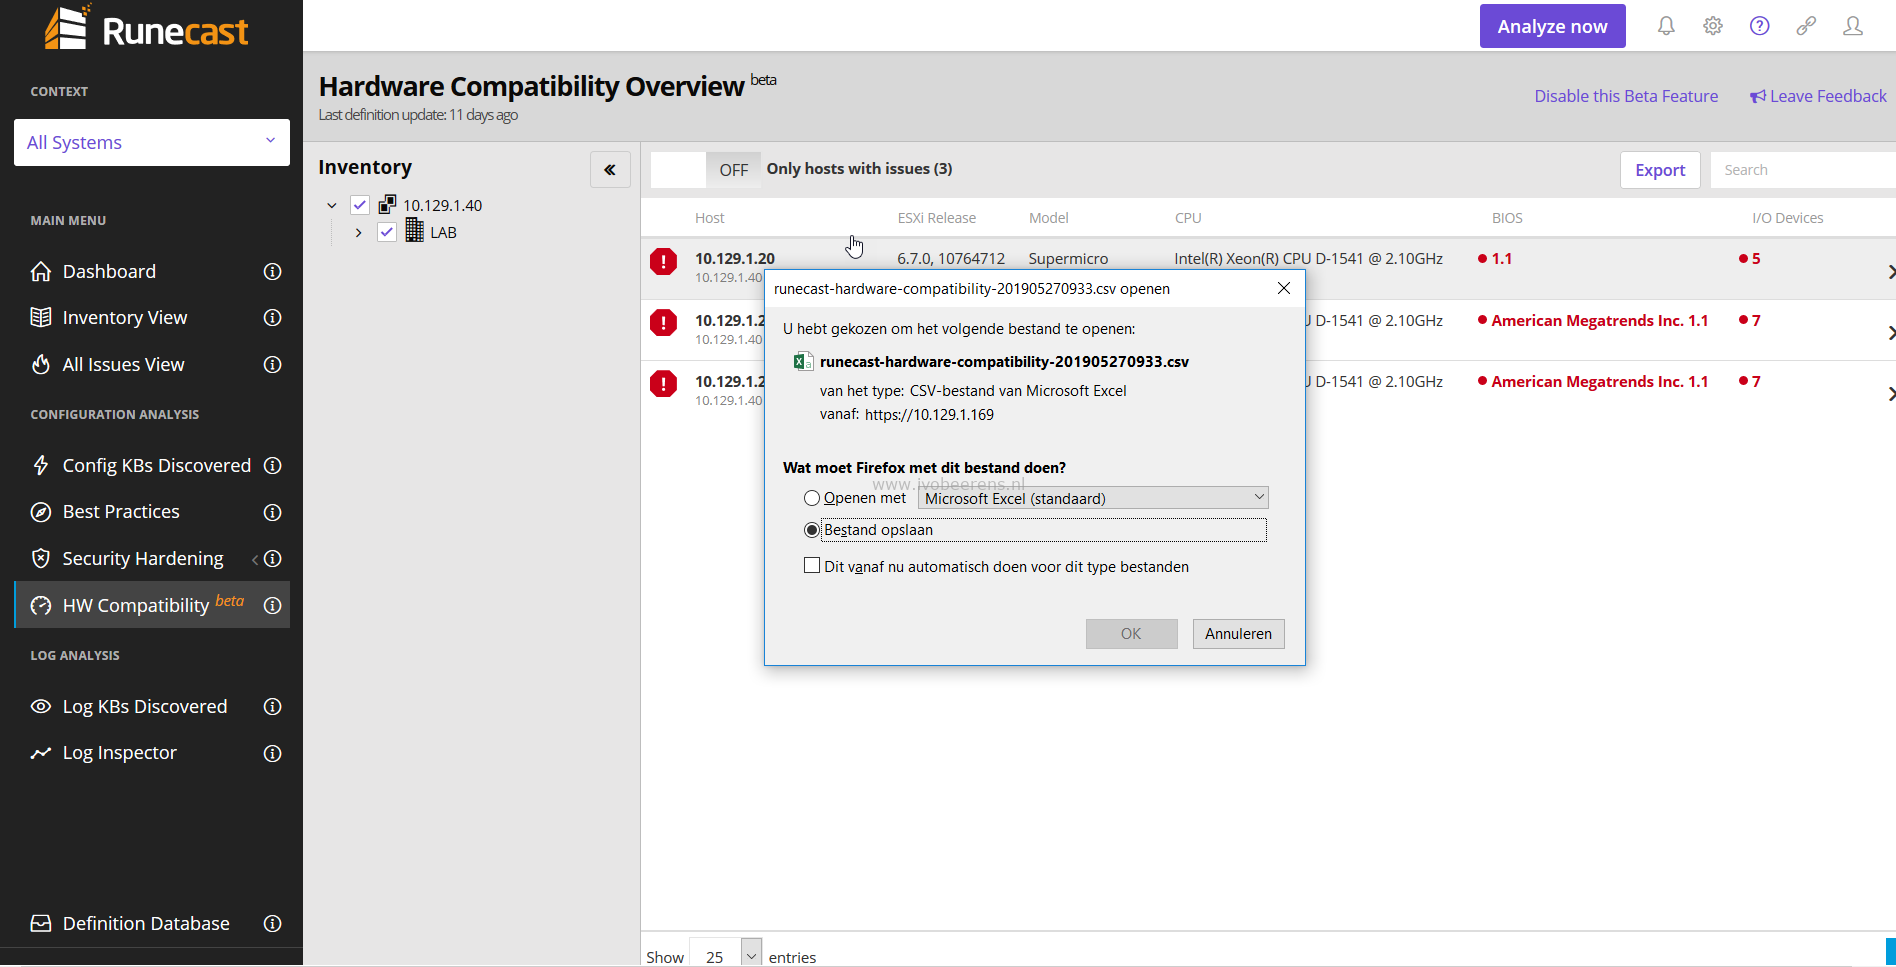 Runecast
Analyze now
CONTEXT
All Systems
MAIN MENU
Dashboard
Inventory View
All Issues View
CONFIGURATION ANALYSIS
Config KBs Discovered
Best Practices
Security Hardening
HW Compatibility beta
LOG ANALYSIS
Log KBs Discovered
Log Inspector
Definition Database
Hardware Compatibility Overview beta
Last definition update: 11 days ago
Disable this Beta Feature
Leave Feedback
Inventory
10.129.1.40
LAB
OFF
Only hosts with issues (3)
Export
Search
Host ESXi Release Model CPU BIOS I/O Devices
10.129.1.20 6.7.0, 10764712 Supermicro Intel(R) Xeon(R) CPU D-1541 @ 2.10GHz 1.1 5
10.129.1.40
10.129.1.2 D-1541 @ 2.10GHz American Megatrends Inc. 1.1 7
10.129.1.40
10.129.1.2 D-1541 @ 2.10GHz American Megatrends Inc. 1.1 7
10.129.1.40
runecast-hardware-compatibility-201905270933.csv openen
U hebt gekozen om het volgende bestand te openen:
runecast-hardware-compatibility-201905270933.csv
van het type: CSV-bestand van Microsoft Excel
vanaf: https://10.129.1.169
Wat moet Firefox met dit bestand doen?
www.ivobeerens.nl
Openen met Microsoft Excel (standaard)
Bestand opslaan
Dit vanaf nu automatisch doen voor dit type bestanden
OK
Annuleren
Show 25 entries